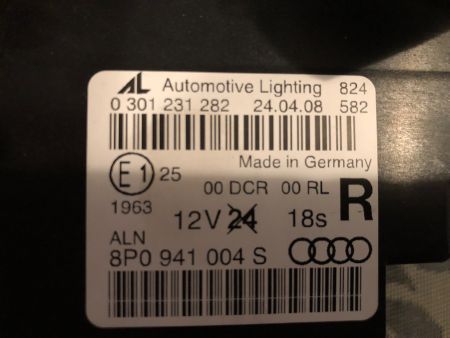 AL Automotive Lighting 824
0 301 231 282 24.04.08 582
Made in Germany
E1 25 00 DCR 00 RL R
1963 12V 24 18s
ALN
8P0 941 004 S